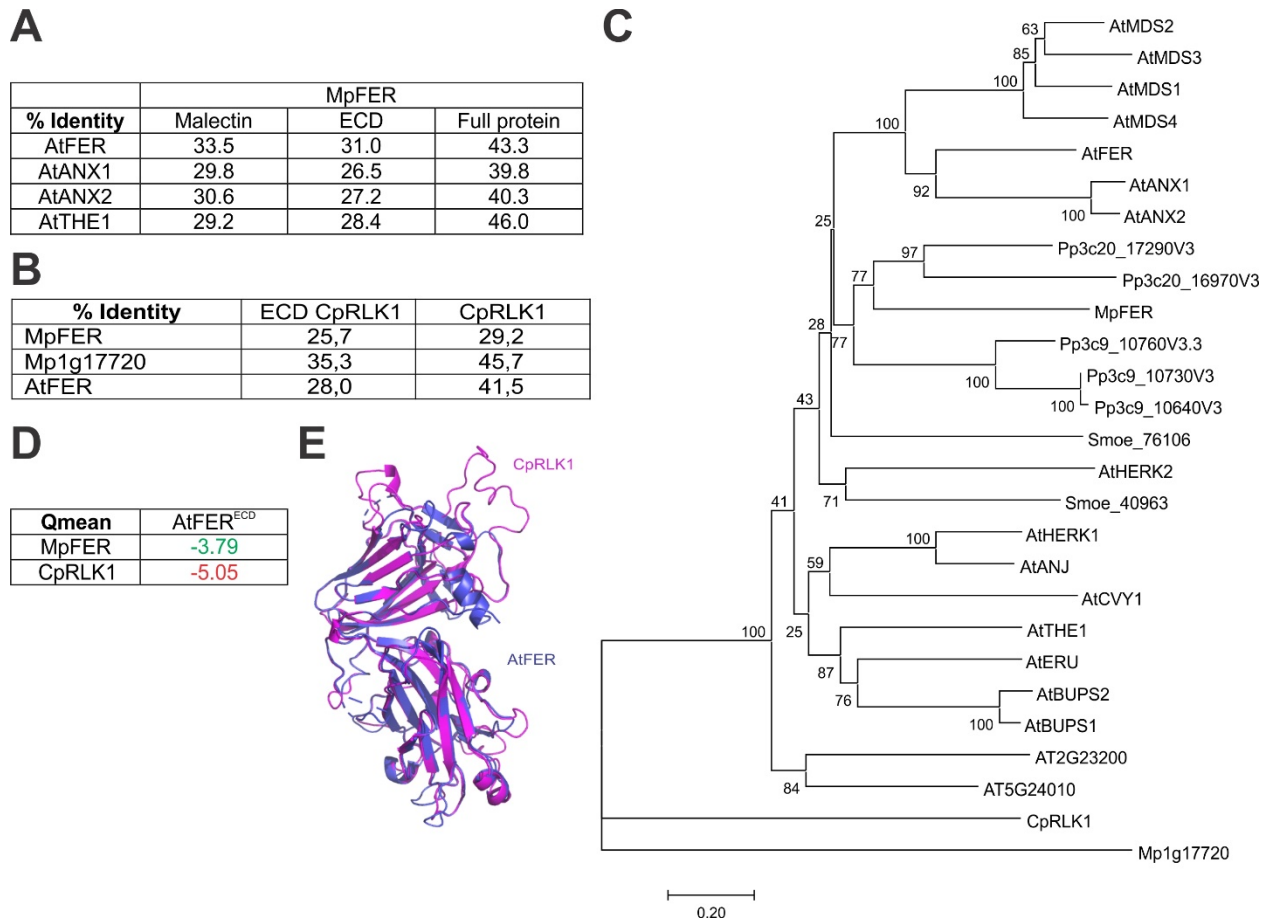 A
MpFER
% Identity Malectin ECD Full protein
AtFER 33.5 31.0 43.3
AtANX1 29.8 26.5 39.8
AtANX2 30.6 27.2 40.3
AtTHE1 29.2 28.4 46.0
B
% Identity ECD CpRLK1 CpRLK1
MpFER 25,7 29,2
Mp1g17720 35,3 45,7
AtFER 28,0 41,5
D
Qmean AtFER^ECD
MpFER -3.79
CpRLK1 -5.05
E
CpRLK1
AtFER
C
AtMDS2
63
AtMDS3
85
AtMDS1
100
AtMDS4
100
AtFER
92
AtANX1
100
AtANX2
25
Pp3c20_17290V3
97
Pp3c20_16970V3
77
MpFER
28
77
Pp3c9_10760V3.3
100
Pp3c9_10730V3
100
Pp3c9_10640V3
43
Smoe_76106
AtHERK2
71
Smoe_40963
41
AtHERK1
100
AtANJ
59
AtCVY1
25
AtTHE1
87
AtERU
76
AtBUPS2
100
AtBUPS1
100
AT2G23200
84
AT5G24010
CpRLK1
Mp1g17720
0.20